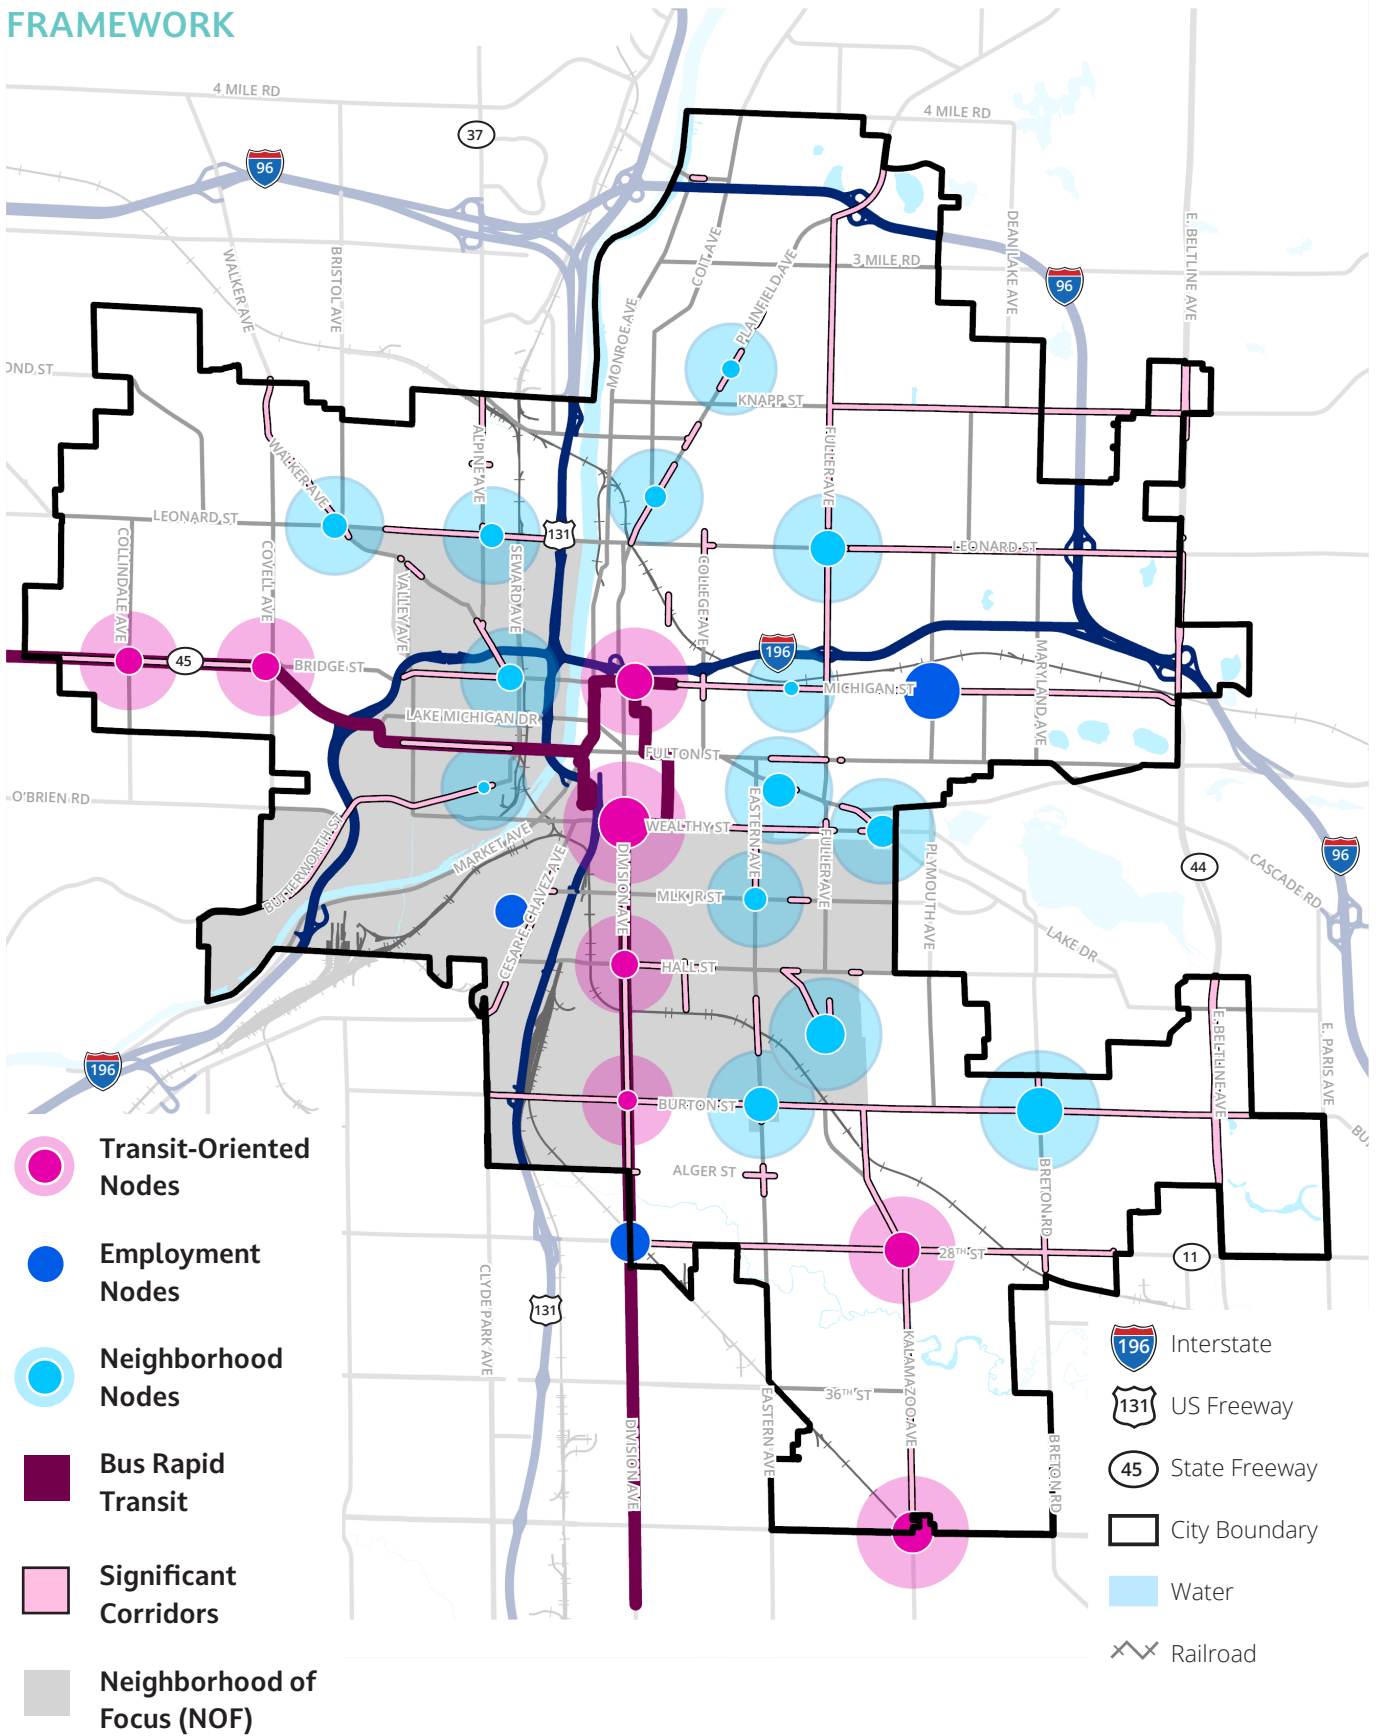 FRAMEWORK
4 MILE RD
4 MILE RD
37
96
BRISTOL AVE
WALKER AVE
COIT AVE
PLAINFIELD AVE
3 MILE RD
DEAN LAKE AVE
E. BELTLINE AVE
96
MONROE AVE
OND ST
KNAPP ST
WALKER AVE
ALPINE AVE
FULLER AVE
LEONARD ST
131
LEONARD ST
COLLINDALE AVE
COVELL AVE
VALLEY AVE
SEWARD AVE
COLLEGE AVE
196
MARYLAND AVE
45
BRIDGE ST
MICHIGAN ST
LAKE MICHIGAN DR
FULTON ST
O'BRIEN RD
BUTTERWORTH ST
MARKET AVE
WEALTHY ST
EASTERN AVE
FULLER AVE
PLYMOUTH AVE
96
44
CASCADE RD
CESAR E. CHAVEZ AVE
DIVISION AVE
MLK JR ST
LAKE DR
HALL ST
E. BELTLINE AVE
E. PARIS AVE
196
BURTON ST
BU
ALGER ST
BRETON RD
28TH ST
11
CLYDE PARK AVE
131
KALAMAZOO AVE
36TH ST
EASTERN AVE
DIVISION AVE
BRETON RD
Transit-Oriented
Nodes
Employment
Nodes
Neighborhood
Nodes
Bus Rapid
Transit
Significant
Corridors
Neighborhood of
Focus (NOF)
196
Interstate
131
US Freeway
45
State Freeway
City Boundary
Water
Railroad